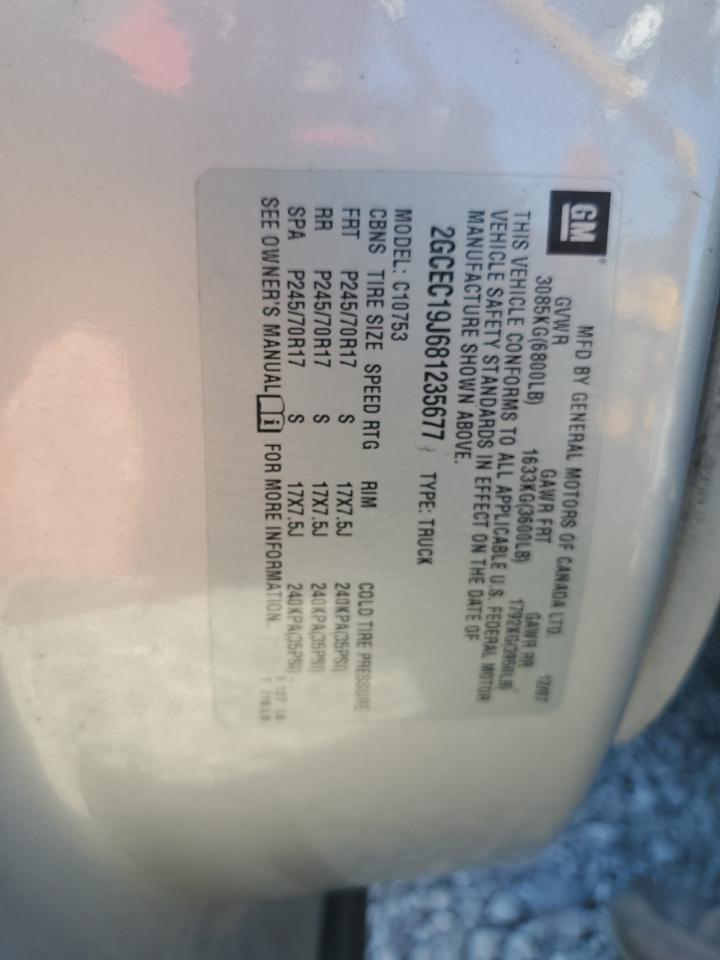 GM
MFD BY GENERAL MOTORS OF CANADA LTD.
GVWR GAWR FRT GAWR RR 12/07
3085KG(6800LB) 1633KG(3600LB) 1792KG(3950LB)
THIS VEHICLE CONFORMS TO ALL APPLICABLE U.S. FEDERAL MOTOR
VEHICLE SAFETY STANDARDS IN EFFECT ON THE DATE OF
MANUFACTURE SHOWN ABOVE.
2GCEC19J681235677 TYPE: TRUCK
MODEL: C10753
CBNS TIRE SIZE SPEED RTG RIM COLD TIRE PRESSURE
FRT P245/70R17 S 17X7.5J 240KPA(35PSI)
RR P245/70R17 S 17X7.5J 240KPA(35PSI)
SPA P245/70R17 S 17X7.5J 240KPA(35PSI)
SEE OWNER'S MANUAL FOR MORE INFORMATION.